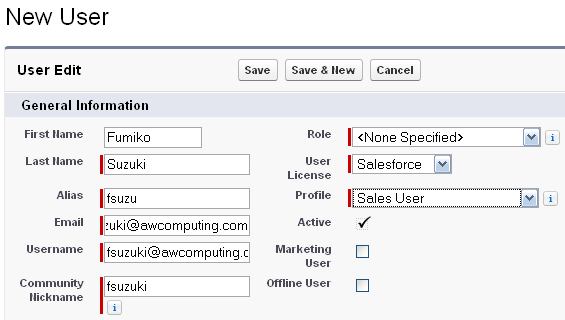 New User
User Edit Save Save & New Cancel
General Information
First Name Fumiko Role <None Specified> i
Last Name Suzuki User License Salesforce
Alias fsuzu Profile Sales User i
Email zuki@awcomputing.com Active
Username fsuzuki@awcomputing.c Marketing User
Community Nickname fsuzuki Offline User
i